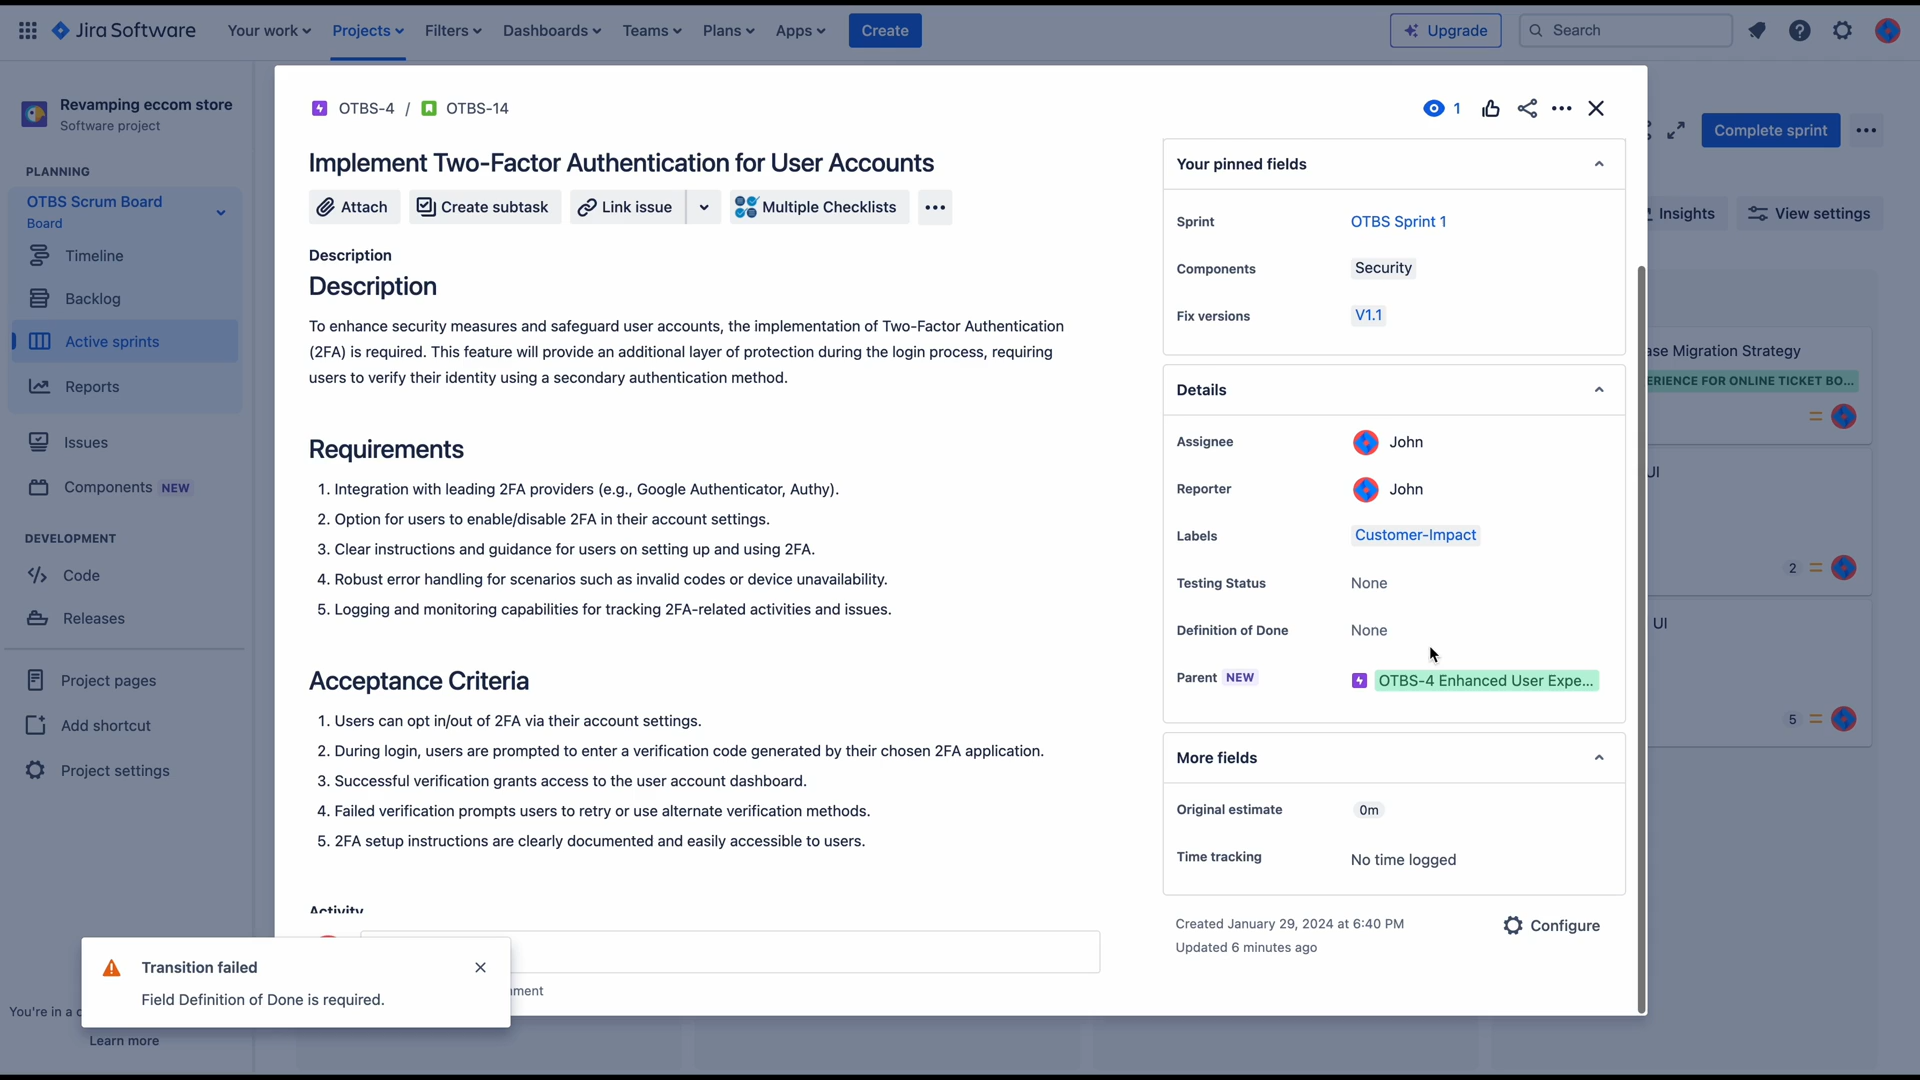 Jira Software
Your work
Projects
Filters
Dashboards
Teams
Plans
Apps
Create
Upgrade
Search
Revamping eccom store
Software project
PLANNING
OTBS Scrum Board
Board
Timeline
Backlog
Active sprints
Reports
Issues
Components NEW
DEVELOPMENT
Code
Releases
Project pages
Add shortcut
Project settings
You're in a
Learn more
OTBS-4 / OTBS-14
1
Implement Two-Factor Authentication for User Accounts
Attach
Create subtask
Link issue
Multiple Checklists
Description
Description
To enhance security measures and safeguard user accounts, the implementation of Two-Factor Authentication
(2FA) is required. This feature will provide an additional layer of protection during the login process, requiring
users to verify their identity using a secondary authentication method.
Requirements
1. Integration with leading 2FA providers (e.g., Google Authenticator, Authy).
2. Option for users to enable/disable 2FA in their account settings.
3. Clear instructions and guidance for users on setting up and using 2FA.
4. Robust error handling for scenarios such as invalid codes or device unavailability.
5. Logging and monitoring capabilities for tracking 2FA-related activities and issues.
Acceptance Criteria
1. Users can opt in/out of 2FA via their account settings.
2. During login, users are prompted to enter a verification code generated by their chosen 2FA application.
3. Successful verification grants access to the user account dashboard.
4. Failed verification prompts users to retry or use alternate verification methods.
5. 2FA setup instructions are clearly documented and easily accessible to users.
Activity
Transition failed
Field Definition of Done is required.
Your pinned fields
Sprint
OTBS Sprint 1
Components
Security
Fix versions
V1.1
Details
Assignee
John
Reporter
John
Labels
Customer-Impact
Testing Status
None
Definition of Done
None
Parent NEW
OTBS-4 Enhanced User Expe...
More fields
Original estimate
0m
Time tracking
No time logged
Created January 29, 2024 at 6:40 PM
Updated 6 minutes ago
Configure
Complete sprint
Insights
View settings
Migration Strategy
FOR ONLINE TICKET BO...
UI
2
UI
5